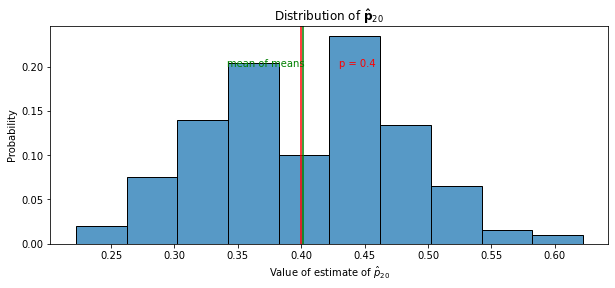 Distribution of p̂₂₀
Probability
0.20
0.15
0.10
0.05
0.00
mean of means
p = 0.4
0.25 0.30 0.35 0.40 0.45 0.50 0.55 0.60
Value of estimate of p̂₂₀